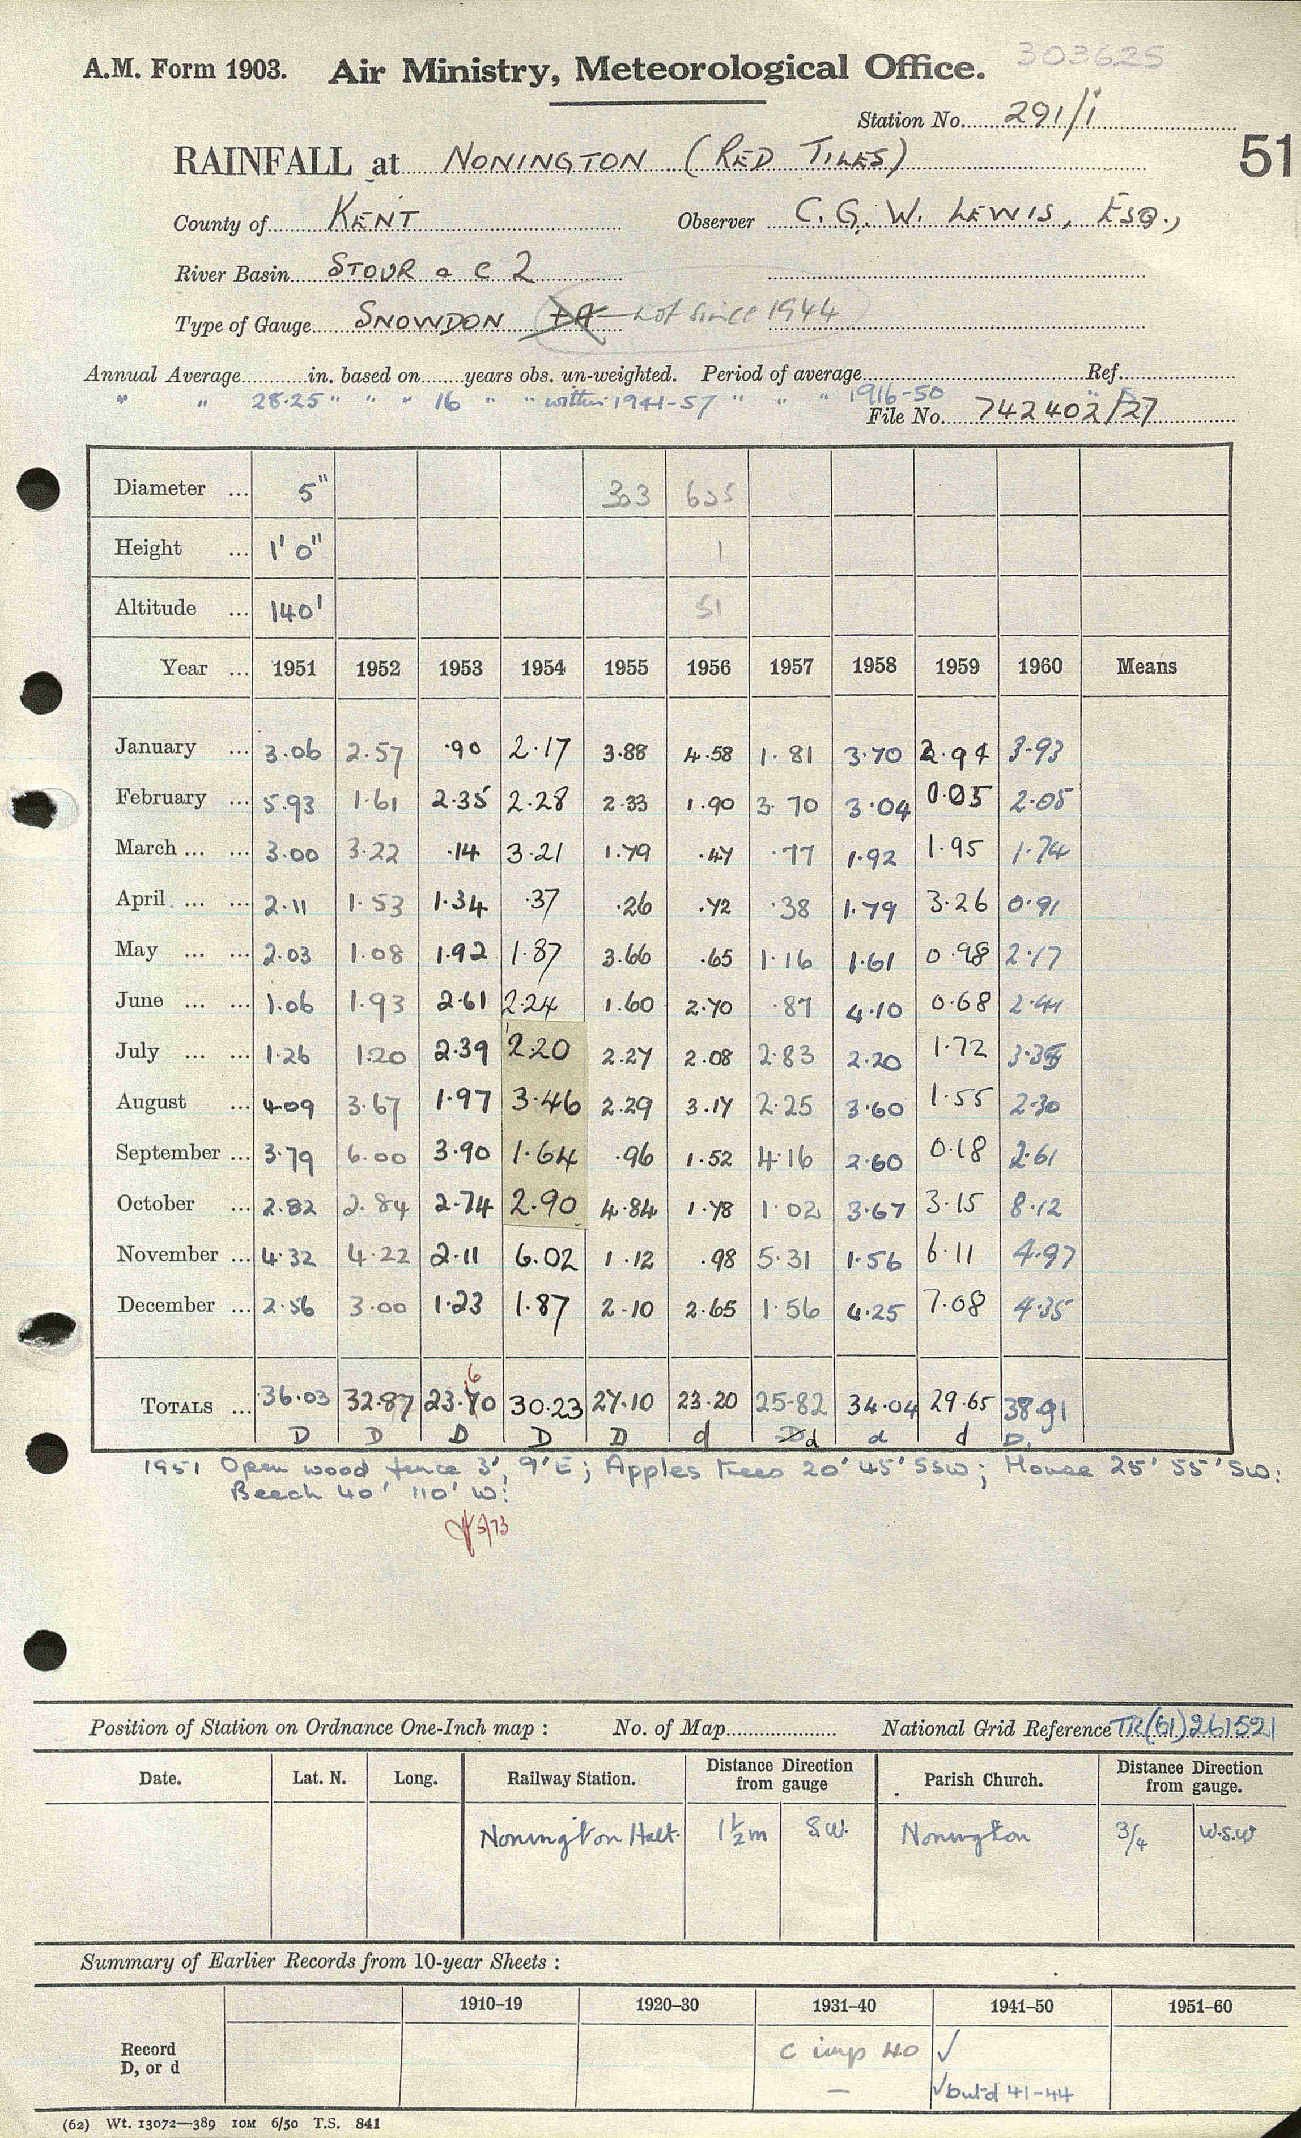 303625
A.M. Form 1903. Air Ministry, Meteorological Office.
Station No. 291/1
51
RAINFALL at NONINGTON (RED TILES)
County of KENT Observer C. G. W. LEWIS, ESQ.,
River Basin STOUR a c 2
Type of Gauge SNOWDON not since 1944
Annual Average in. based on years obs. un-weighted. Period of average Ref.
" " 28.25 " " " 16 " " within 1941-57 " " " 1916-50 "
File No. 742402/27
Diameter ... 5" 303 625
Height ... 1' 0" 1
Altitude ... 140' 51
Year ... 1951 1952 1953 1954 1955 1956 1957 1958 1959 1960 Means
January ... 3.06 2.57 .90 2.17 3.88 4.58 1.81 3.70 2.94 3.93
February ... 5.93 1.61 2.35 2.28 2.33 1.90 3.70 3.04 0.05 2.05
March ... ... 3.00 3.22 .14 3.21 1.79 .47 .77 1.92 1.95 1.74
April ... ... 2.11 1.53 1.34 .37 .26 .72 .38 1.79 3.26 0.91
May ... ... 2.03 1.08 1.92 1.87 3.66 .65 1.16 1.61 0.98 2.17
June ... ... 1.06 1.93 2.61 2.24 1.60 2.70 .87 4.10 0.68 2.41
July ... ... 1.26 1.20 2.39 2.20 2.27 2.08 2.83 2.20 1.72 3.35
August ... 4.09 3.67 1.97 3.46 2.29 3.17 2.25 3.60 1.55 2.30
September ... 3.79 6.00 3.90 1.64 .96 1.52 4.16 2.60 0.18 2.61
October ... 2.82 2.84 2.74 2.90 4.84 1.78 1.02 3.67 3.15 8.12
November ... 4.32 4.22 2.11 6.02 1.12 .98 5.31 1.56 6.11 4.97
December ... 2.56 3.00 1.23 1.87 2.10 2.65 1.56 4.25 7.08 4.35
6
TOTALS ... 36.03 32.87 23.70 30.23 27.10 23.20 25.82 34.04 29.65 38.91
D D D D D d D d d d D.
1951 Open wood fence 3', 9'E; Apples trees 20' 45' SSW; House 25' 55' SW;
Beech 40' 110' W:
5/73
Position of Station on Ordnance One-Inch map : No. of Map National Grid Reference TR(61)261521
Date. Lat. N. Long. Railway Station. Distance Direction from gauge Parish Church. Distance Direction from gauge.
Nonington Halt. 1½m S.W. Nonington 3/4 W.S.W
Summary of Earlier Records from 10-year Sheets :
1910–19 1920–30 1931–40 1941–50 1951–60
Record D, or d
C imp 40 ✓
— ✓ but d 41-44
(62) Wt. 13072—389 10M 6/50 T.S. 841